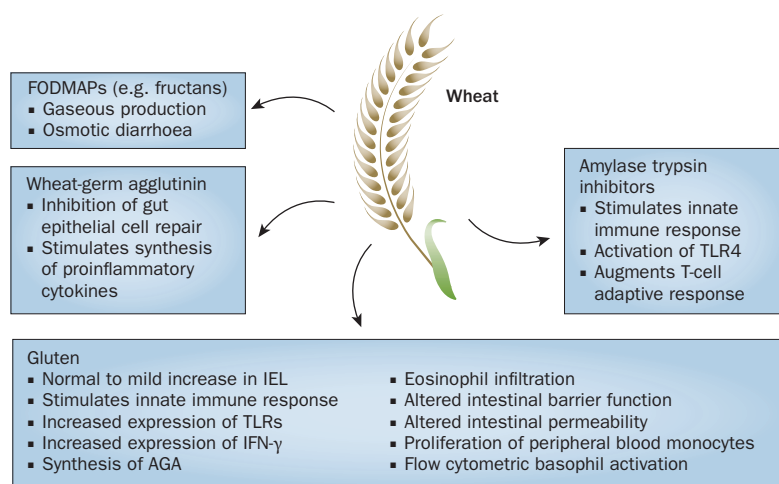 Wheat
FODMAPs (e.g. fructans)
▪ Gaseous production
▪ Osmotic diarrhoea
Wheat-germ agglutinin
▪ Inhibition of gut
epithelial cell repair
▪ Stimulates synthesis
of proinflammatory
cytokines
Amylase trypsin
inhibitors
▪ Stimulates innate
immune response
▪ Activation of TLR4
▪ Augments T-cell
adaptive response
Gluten
▪ Normal to mild increase in IEL
▪ Stimulates innate immune response
▪ Increased expression of TLRs
▪ Increased expression of IFN-γ
▪ Synthesis of AGA
▪ Eosinophil infiltration
▪ Altered intestinal barrier function
▪ Altered intestinal permeability
▪ Proliferation of peripheral blood monocytes
▪ Flow cytometric basophil activation